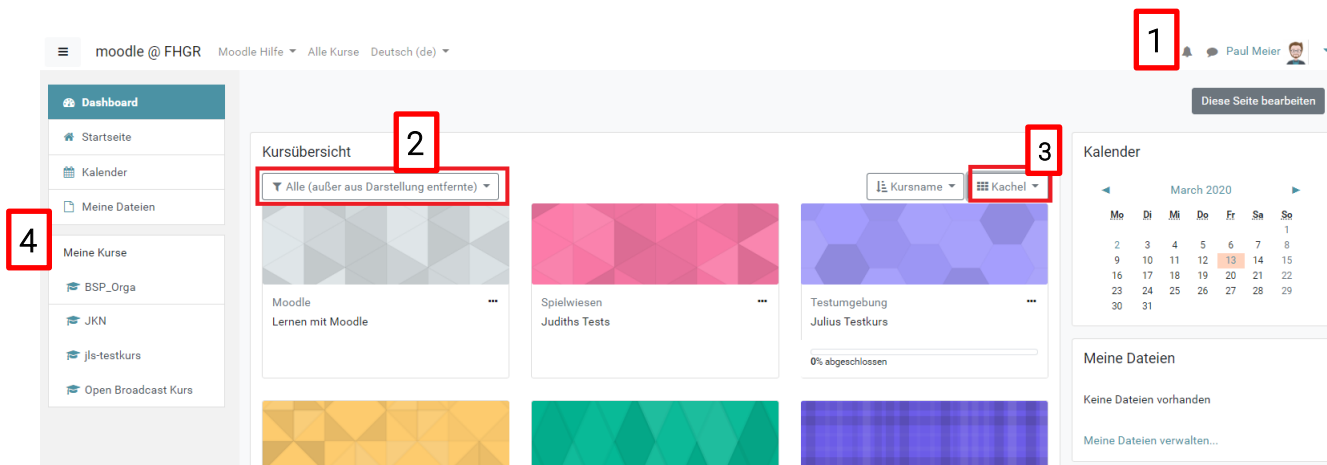 1
moodle @ FHGR Moodle Hilfe Alle Kurse Deutsch (de) Paul Meier
Diese Seite bearbeiten
Dashboard
Startseite
Kalender
Meine Dateien
4
Meine Kurse
BSP_Orga
JKN
jls-testkurs
Open Broadcast Kurs
Kursübersicht
2
3
Alle (außer aus Darstellung entfernte) Kursname Kachel
Moodle ...
Lernen mit Moodle
Spielwiesen ...
Judiths Tests
Testumgebung ...
Julius Testkurs
0% abgeschlossen
Kalender
◄ March 2020 ►
Mo Di Mi Do Fr Sa So
1
2 3 4 5 6 7 8
9 10 11 12 13 14 15
16 17 18 19 20 21 22
23 24 25 26 27 28 29
30 31
Meine Dateien
Keine Dateien vorhanden
Meine Dateien verwalten...